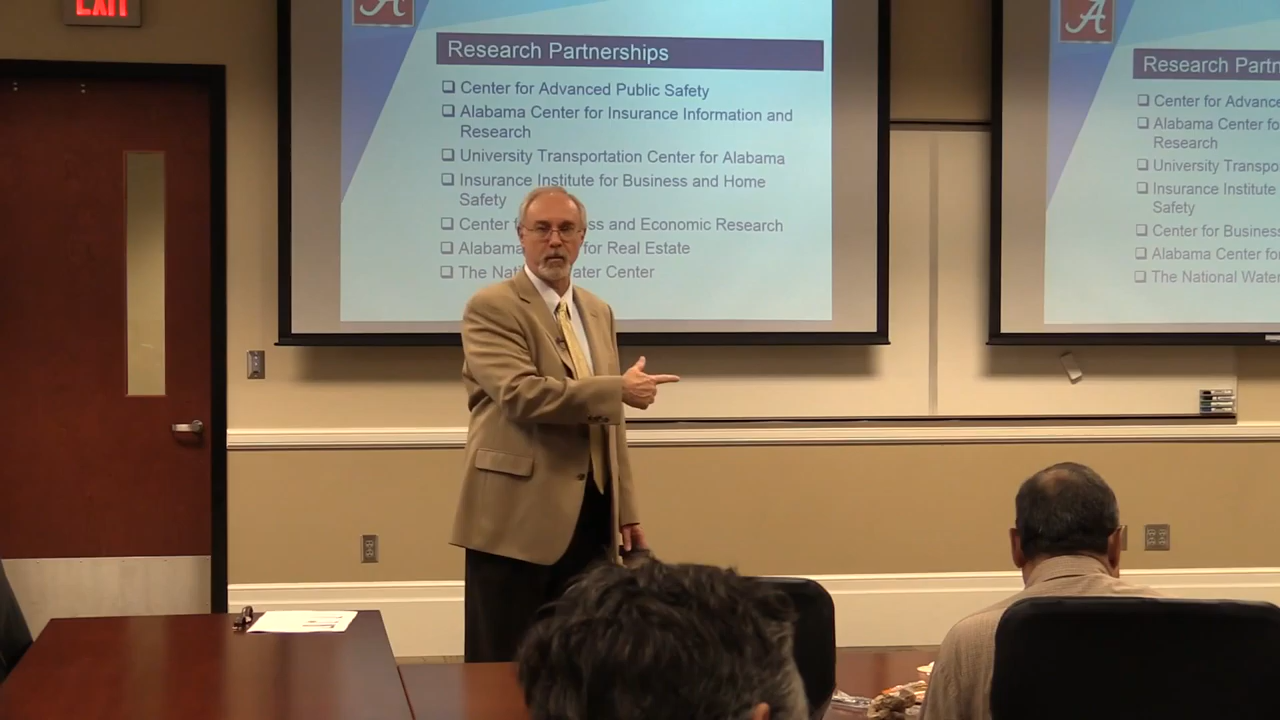 EXIT
A
Research Partnerships
❑ Center for Advanced Public Safety
❑ Alabama Center for Insurance Information and
Research
❑ University Transportation Center for Alabama
❑ Insurance Institute for Business and Home
Safety
❑ Center ss and Economic Research
❑ Alabama for Real Estate
❑ The Nati Water Center
A
Research Partn
❑ Center for Advance
❑ Alabama Center fo
Research
❑ University Transpo
❑ Insurance Institute
Safety
❑ Center for Business
❑ Alabama Center fo
❑ The National Water